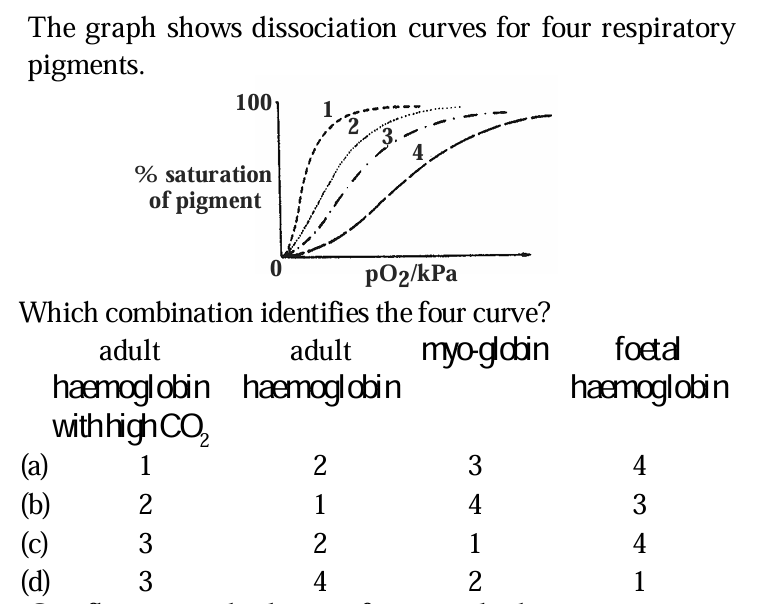 The graph shows dissociation curves for four respiratory
pigments.
100
1
2
3
4
% saturation
of pigment
0
pO2/kPa
Which combination identifies the four curve?
adult adult myo-globin foetal
haemoglobin haemoglobin haemoglobin
with high CO2
(a) 1 2 3 4
(b) 2 1 4 3
(c) 3 2 1 4
(d) 3 4 2 1